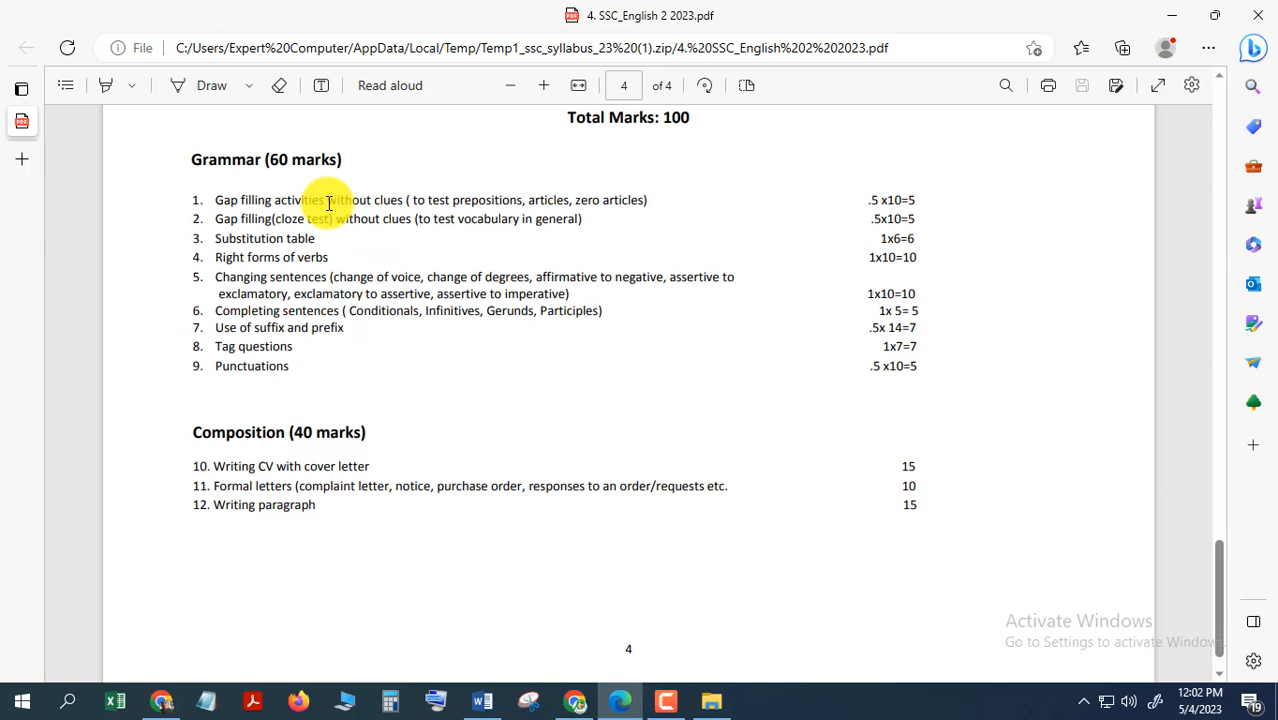 4. SSC_English 2 2023.pdf
File C:/Users/Expert%20Computer/AppData/Local/Temp/Temp1_ssc_syllabus_23%20(1).zip/4.%20SSC_English%202%202023.pdf
Draw Read aloud 4 of 4
Total Marks: 100
Grammar (60 marks)
1. Gap filling activities without clues ( to test prepositions, articles, zero articles) .5 x10=5
2. Gap filling(cloze test) without clues (to test vocabulary in general) .5x10=5
3. Substitution table 1x6=6
4. Right forms of verbs 1x10=10
5. Changing sentences (change of voice, change of degrees, affirmative to negative, assertive to
exclamatory, exclamatory to assertive, assertive to imperative) 1x10=10
6. Completing sentences ( Conditionals, Infinitives, Gerunds, Participles) 1x 5= 5
7. Use of suffix and prefix .5x 14=7
8. Tag questions 1x7=7
9. Punctuations .5 x10=5
Composition (40 marks)
10. Writing CV with cover letter 15
11. Formal letters (complaint letter, notice, purchase order, responses to an order/requests etc. 10
12. Writing paragraph 15
Activate Windows
Go to Settings to activate Windows.
4
12:02 PM
5/4/2023
19